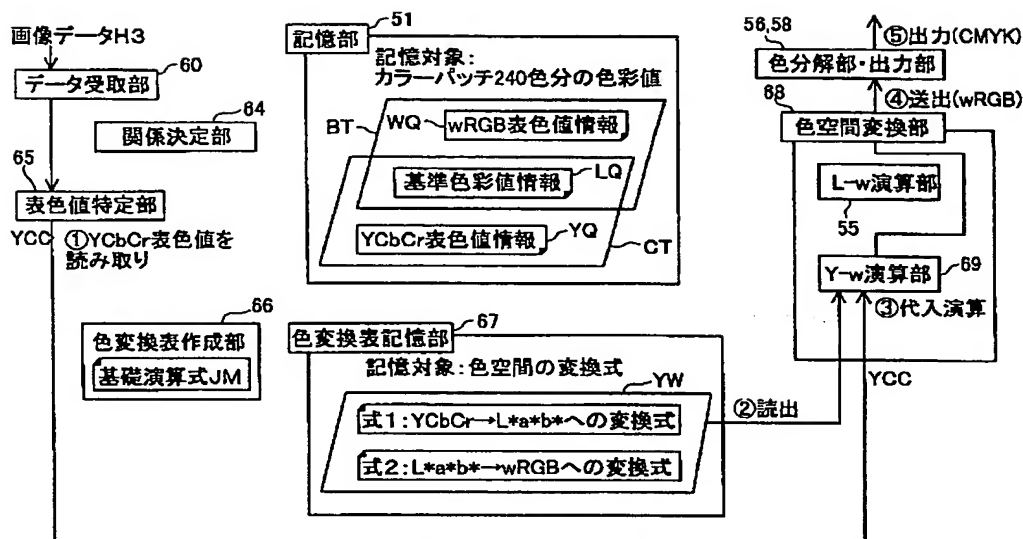 画像データH3
データ受取部
60
関係決定部
64
65
表色値特定部
YCC
①YCbCr表色値を
読み取り
66
色変換表作成部
基礎演算式JM
51
記憶部
記憶対象:
カラーパッチ240色分の色彩値
BT
WQ
wRGB表色値情報
基準色彩値情報
LQ
YCbCr表色値情報
YQ
CT
67
色変換表記憶部
記憶対象:色空間の変換式
YW
式1:YCbCr→L*a*b*への変換式
式2:L*a*b*→wRGBへの変換式
②読出
56,58
⑤出力(CMYK)
色分解部・出力部
④送出(wRGB)
68
色空間変換部
L-w演算部
55
Y-w演算部
69
③代入演算
YCC